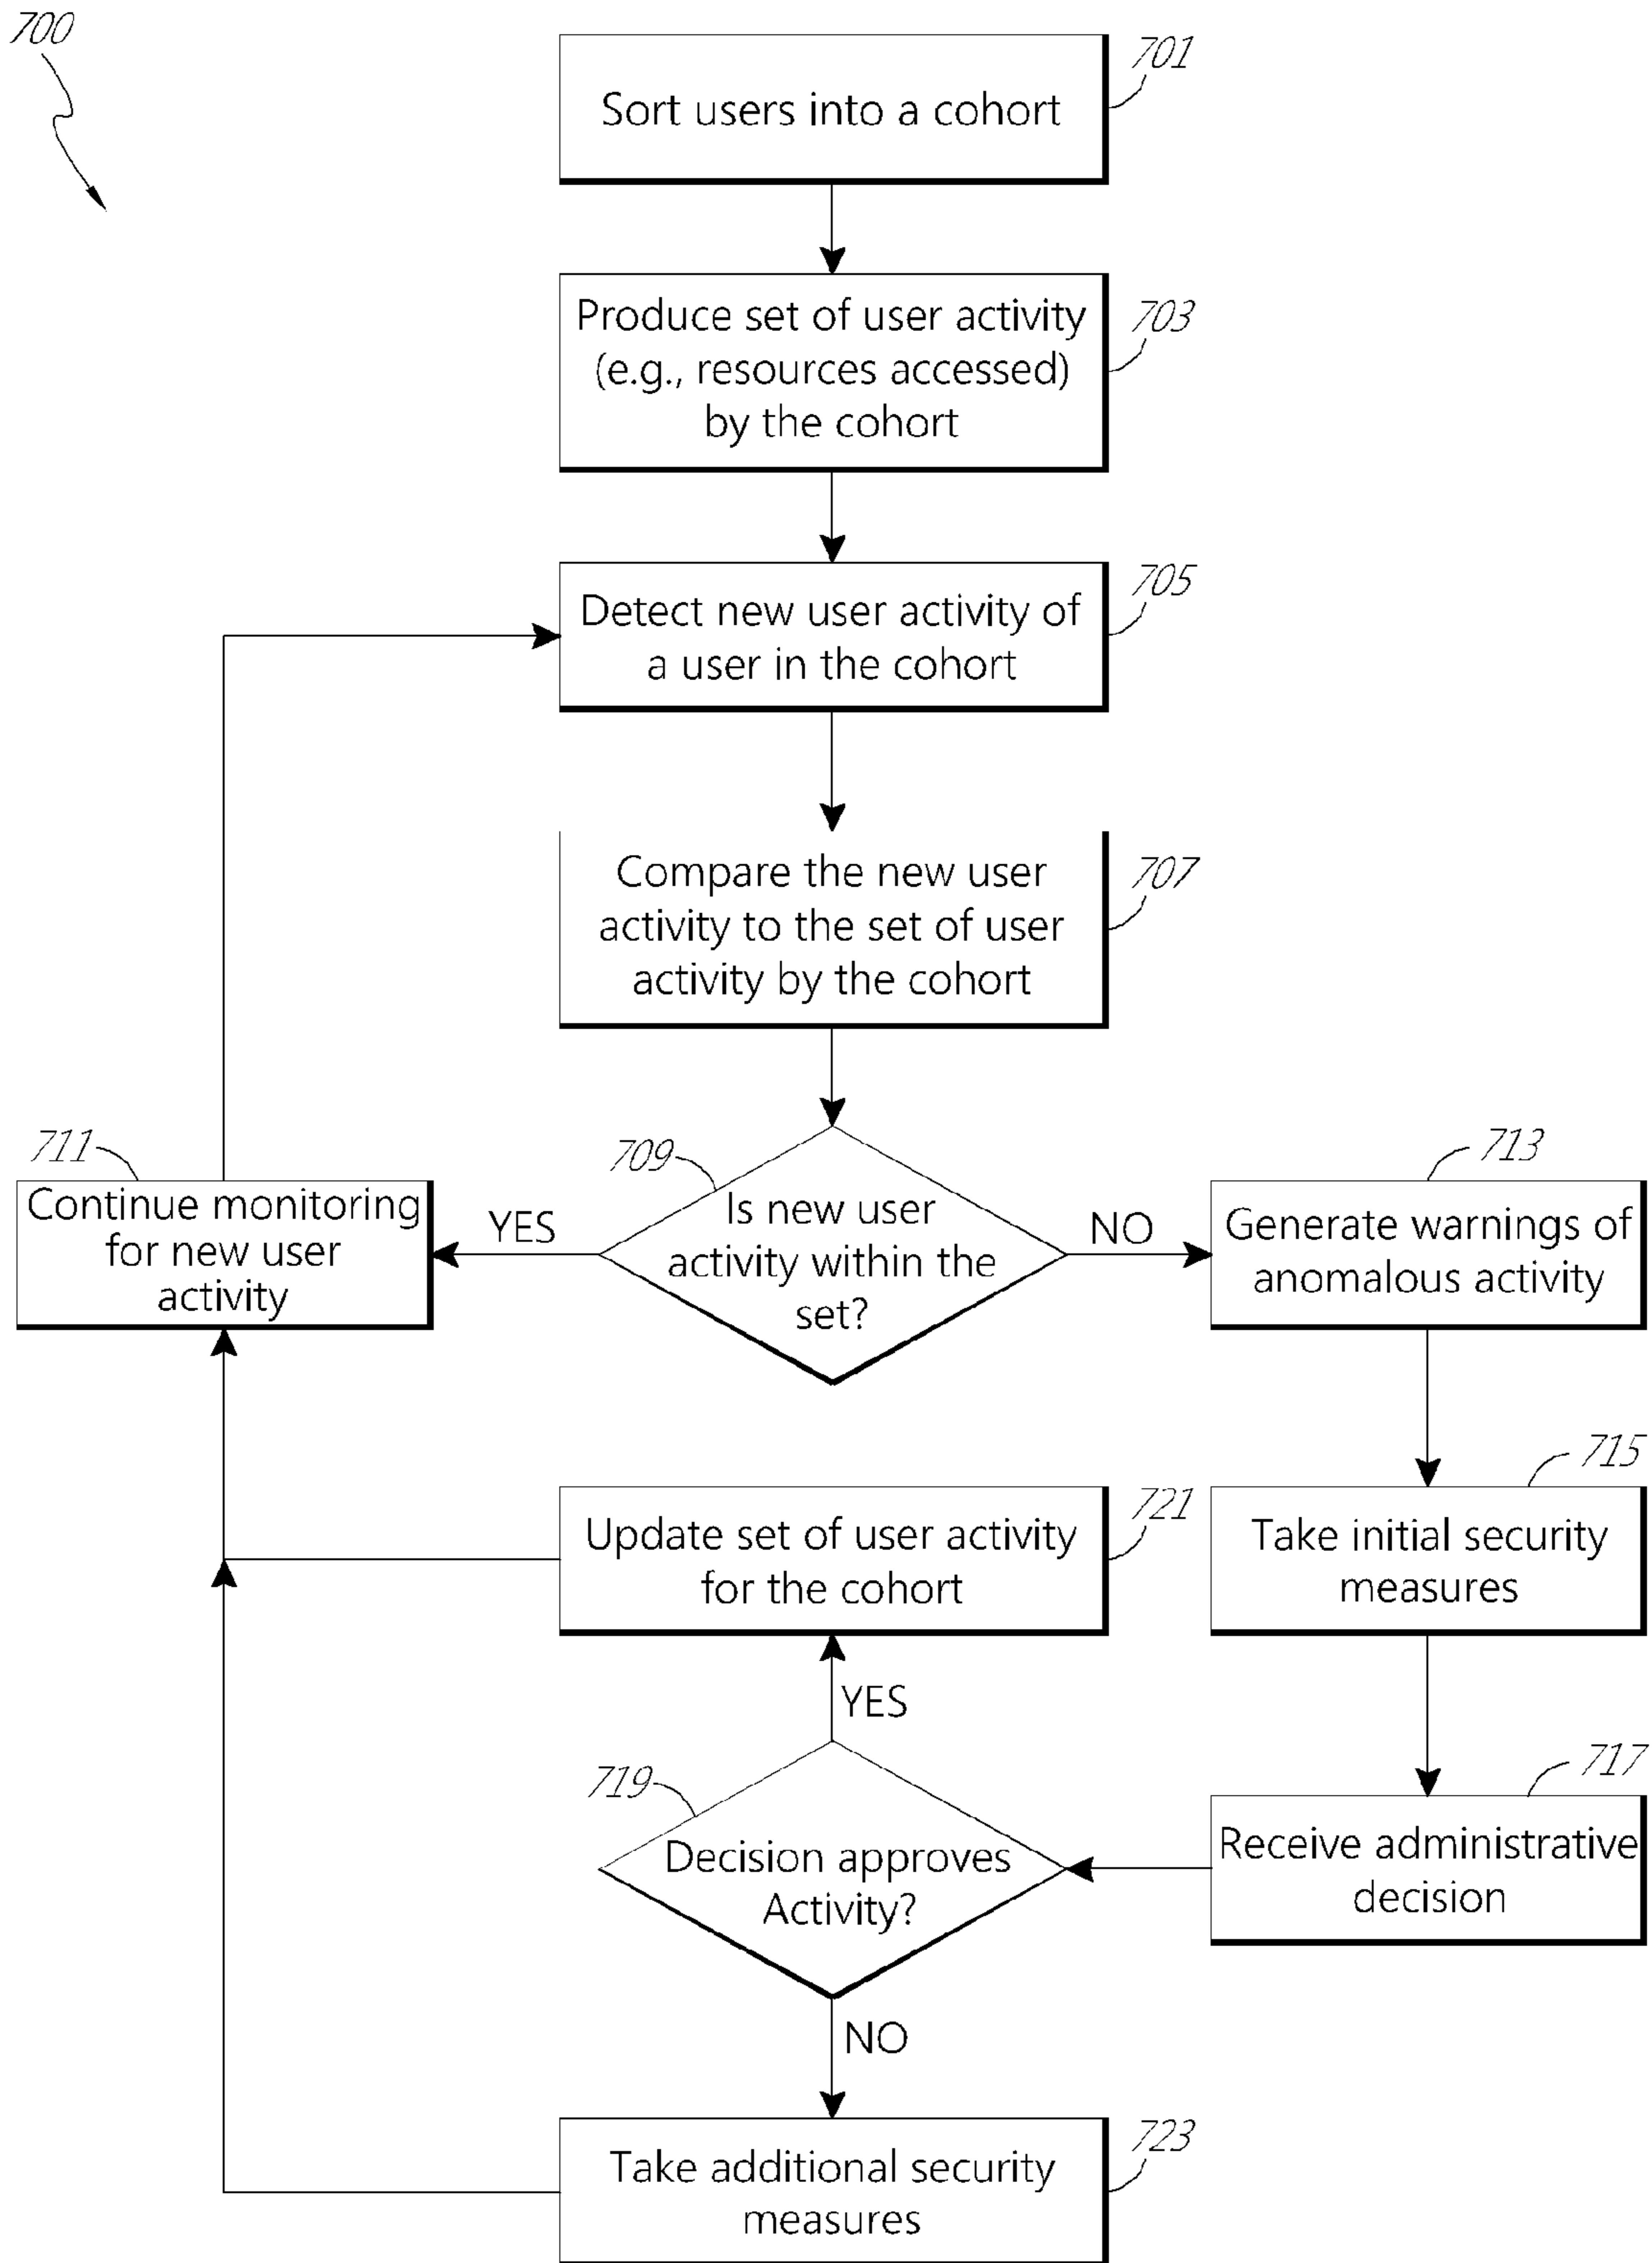 700
701
Sort users into a cohort
703
Produce set of user activity
(e.g., resources accessed)
by the cohort
705
Detect new user activity of
a user in the cohort
707
Compare the new user
activity to the set of user
activity by the cohort
709
Is new user
activity within the
set?
YES
NO
711
Continue monitoring
for new user
activity
713
Generate warnings of
anomalous activity
715
Take initial security
measures
717
Receive administrative
decision
719
Decision approves
Activity?
YES
721
Update set of user activity
for the cohort
NO
723
Take additional security
measures